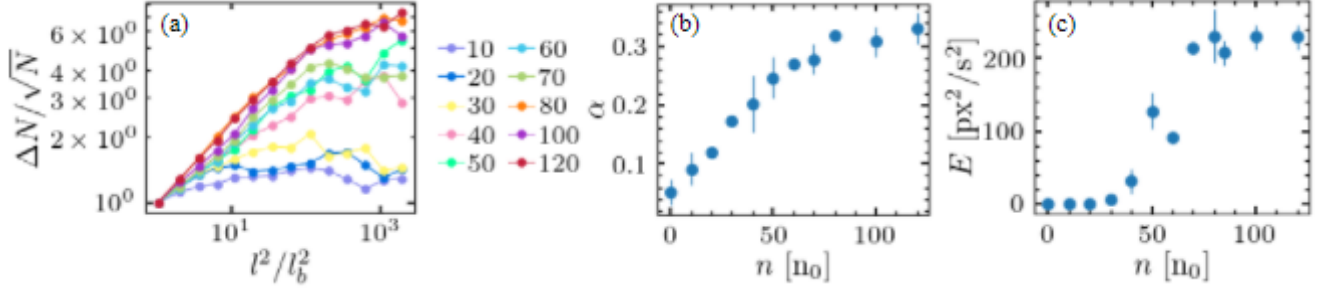 (a)
ΔN/√N
6 × 10⁰
4 × 10⁰
3 × 10⁰
2 × 10⁰
10⁰
10¹
10³
l²/l_b²
10 60
20 70
30 80
40 100
50 120
(b)
α
0.3
0.2
0.1
0 50 100
n [n₀]
(c)
E [px²/s²]
200
100
0
0 50 100
n [n₀]